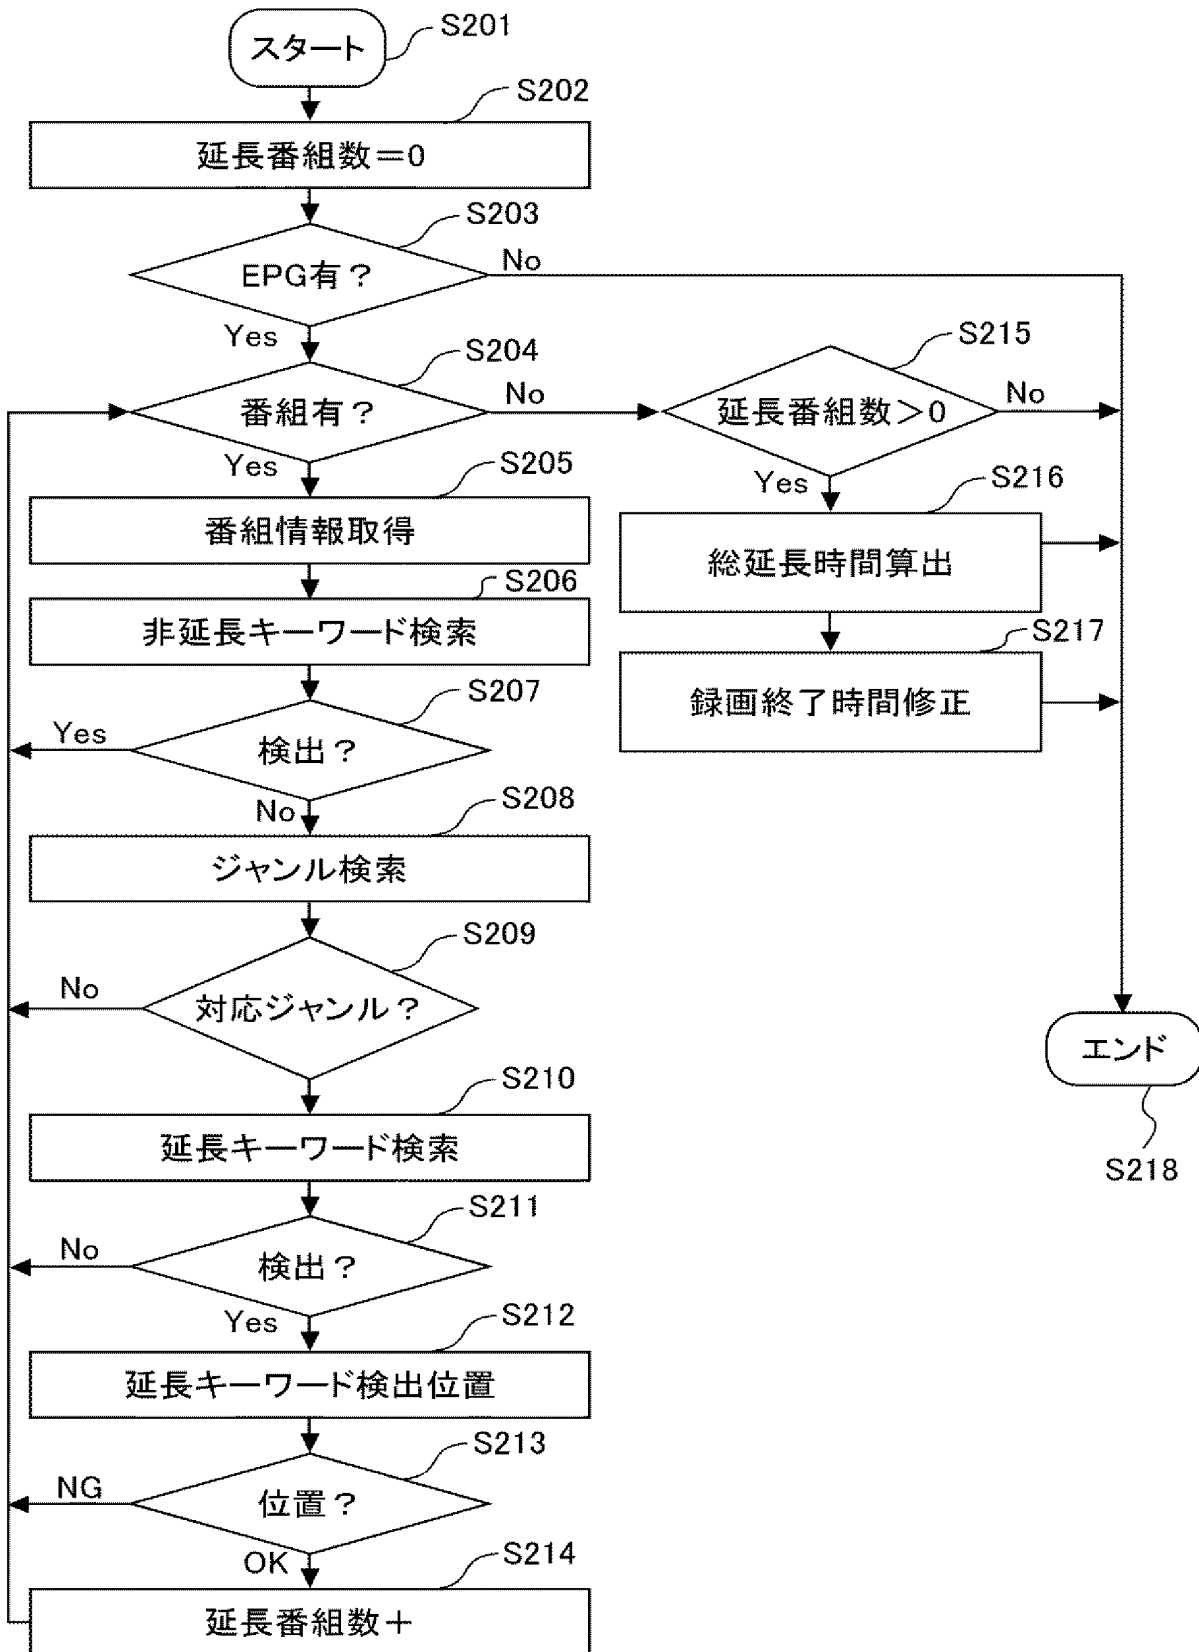 スタート
S201
S202
延長番組数=0
S203
EPG有?
No
Yes
S204
番組有?
No
S215
延長番組数>0
No
Yes
S205
番組情報取得
Yes
S216
総延長時間算出
S206
非延長キーワード検索
S217
録画終了時間修正
S207
Yes
検出?
No
S208
ジャンル検索
S209
No
対応ジャンル?
エンド
S218
S210
延長キーワード検索
S211
No
検出?
Yes
S212
延長キーワード検出位置
S213
NG
位置?
OK
S214
延長番組数+